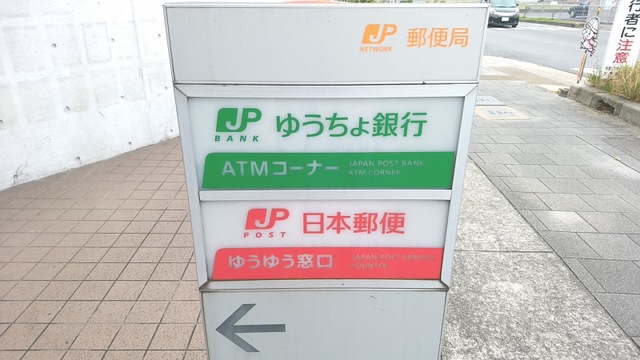 JP 郵便局
NETWORK
JP ゆうちょ銀行
BANK
ATMコーナー JAPAN POST BANK
ATM CORNER
JP 日本郵便
POST
ゆうゆう窓口 JAPAN POST SERVICE
COUNTER
行者に注意